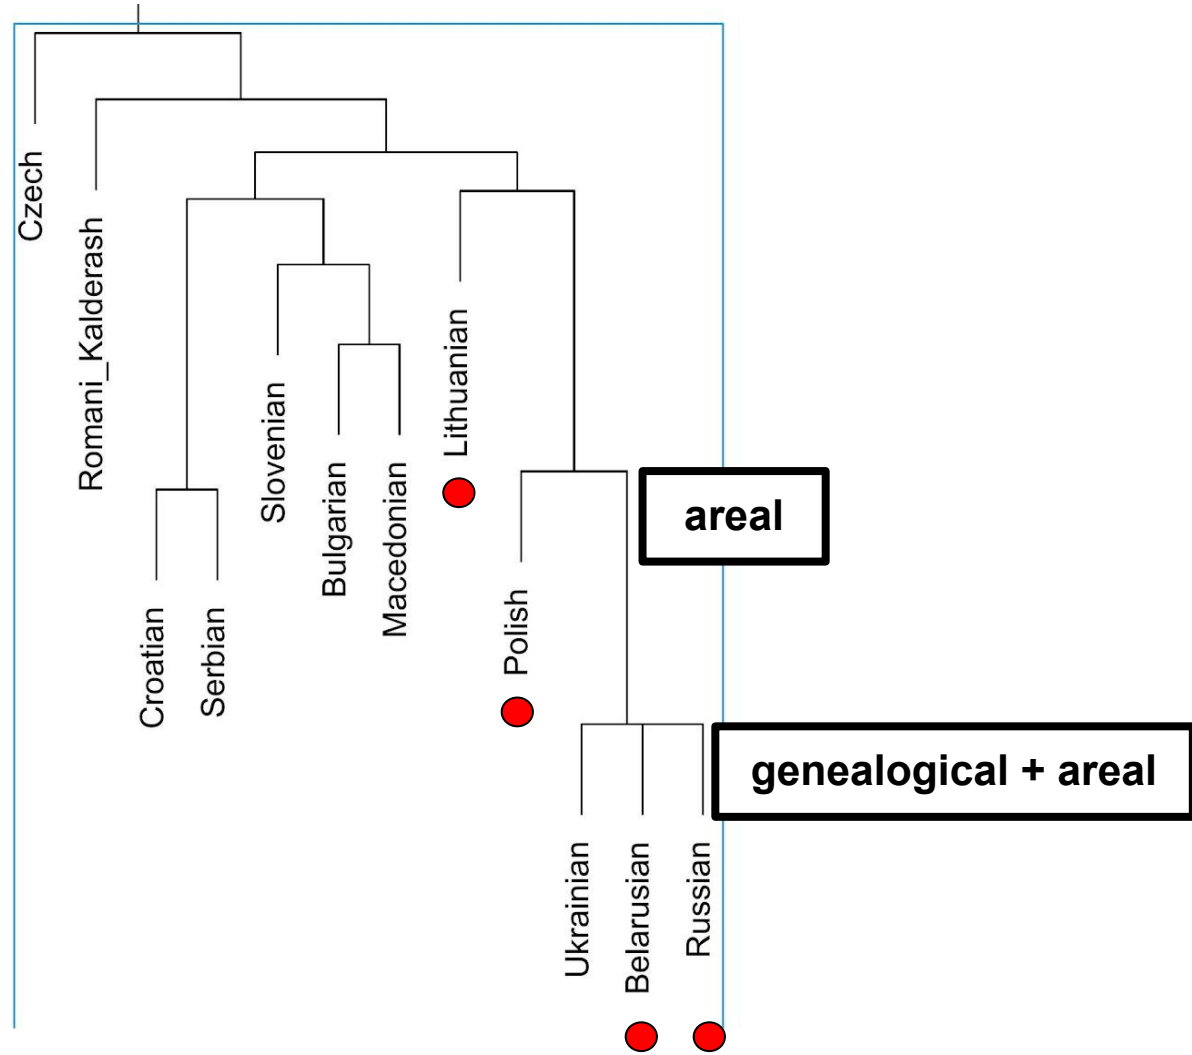 Czech
Romani_Kalderash
Croatian
Serbian
Slovenian
Bulgarian
Macedonian
Lithuanian
Polish
areal
genealogical + areal
Ukrainian
Belarusian
Russian